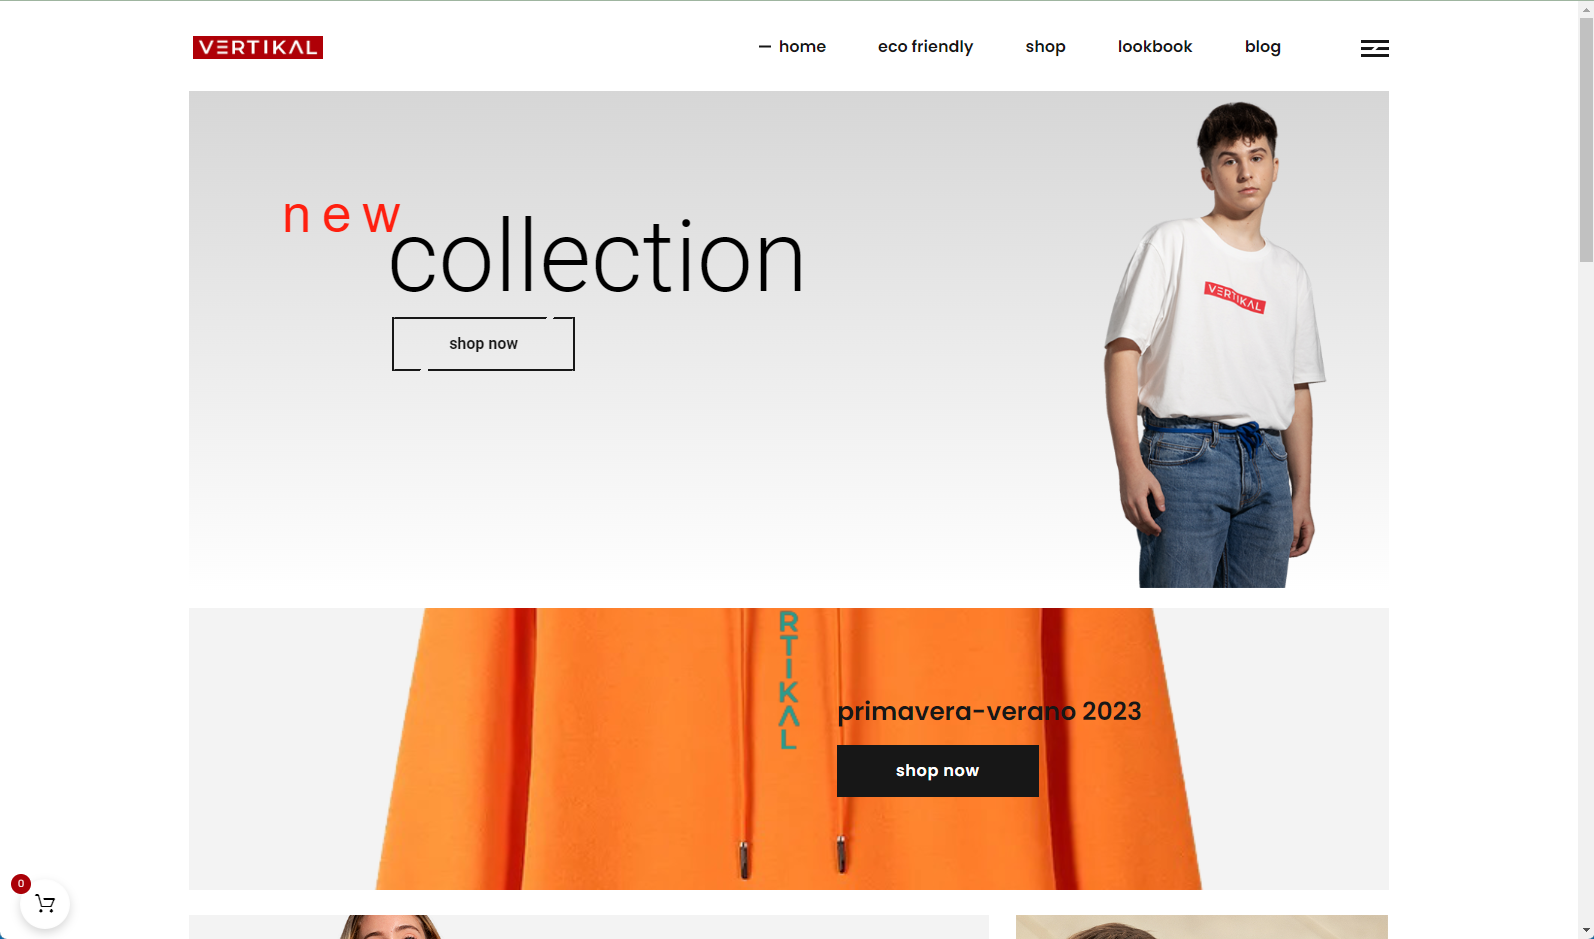 VERTIKAL
home eco friendly shop lookbook blog
new
collection
shop now
VERTIKAL
RTIKAL
primavera-verano 2023
shop now
0